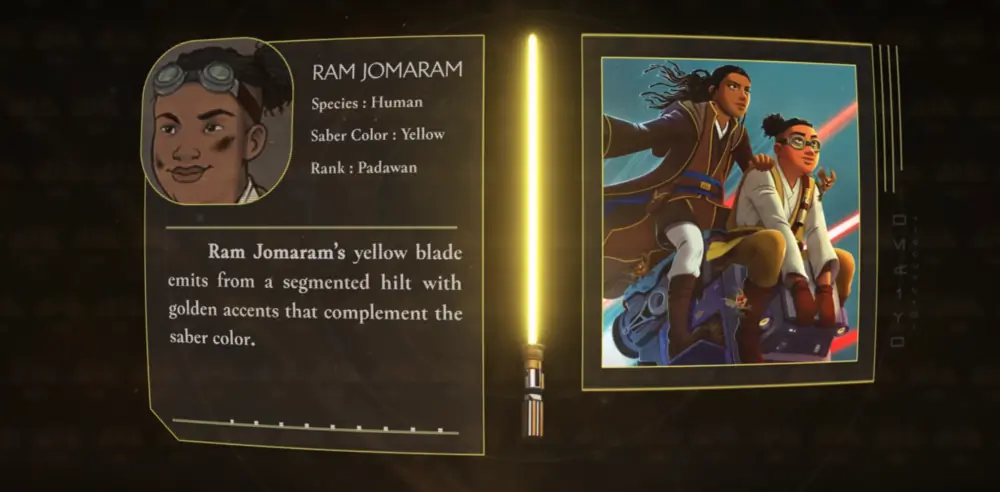 RAM JOMARAM
Species : Human
Saber Color : Yellow
Rank : Padawan
Ram Jomaram's yellow blade
emits from a segmented hilt with
golden accents that complement the
saber color.